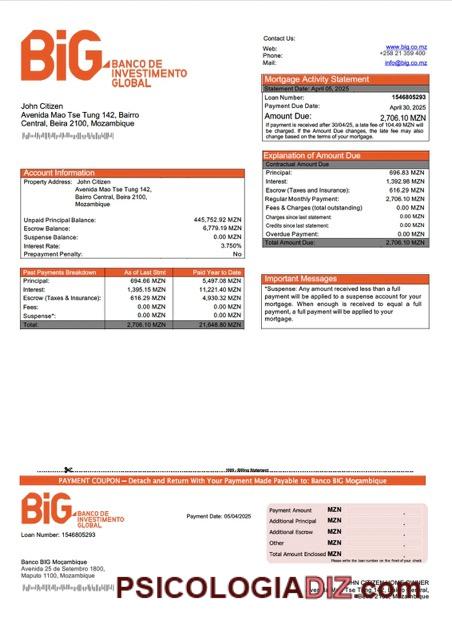 Contact Us:
BiG BANCO DE
INVESTIMENTO
GLOBAL
Web: www.big.co.mz
Phone: +258 21 359 400
Mail: info@big.co.mz
Mortgage Activity Statement
Statement Date: April 05, 2025
Loan Number: 1546805293
Payment Due Date: April 30, 2025
Amount Due: 2,706.10 MZN
If payment is received after 30/04/25, a late fee of 104.49 MZN will
be charged. If the Amount Due changes, the late fee may also
change based on the terms of your mortgage.
John Citizen
Avenida Mao Tse Tung 142, Bairro
Central, Beira 2100, Mozambique
Explanation of Amount Due
Contractual Amount Due
Principal: 696.83 MZN
Interest: 1,392.98 MZN
Escrow (Taxes and Insurance): 616.29 MZN
Regular Monthly Payment: 2,706.10 MZN
Fees & Charges (total outstanding) 0.00 MZN
Charges since last statement: 0.00 MZN
Credits since last statement: 0.00 MZN
Overdue Payment: 0.00 MZN
Total Amount Due: 2,706.10 MZN
Account Information
Property Address: John Citizen
Avenida Mao Tse Tung 142,
Bairo Central, Beira 2100,
Mozambique
Unpaid Principal Balance: 445,752.92 MZN
Escrow Balance: 6,779.19 MZN
Suspense Balance: 0.00 MZN
Interest Rate: 3.750%
Prepayment Penalty: No
Past Payments Breakdown As of Last Stmt Paid Year to Date
Principal: 694.66 MZN 5,497.08 MZN
Interest: 1,395.15 MZN 11,221.40 MZN
Escrow (Taxes & Insurance): 616.29 MZN 4,930.32 MZN
Fees: 0.00 MZN 0.00 MZN
Suspense*: 0.00 MZN 0.00 MZN
Total: 2,706.10 MZN 21,648.80 MZN
Important Messages
*Suspense: Any amount received less than a full
payment will be applied to a suspense account for your
mortgage. When enough is received to equal a full
payment, a full payment will be applied to your
mortgage.
PAYMENT COUPON – Detach and Return With Your Payment Made Payable to: Banco BIG Moçambique
BiG BANCO DE
INVESTIMENTO
GLOBAL
Loan Number: 1546805293
Payment Date: 05/04/2025
Payment Amount MZN
Additional Principal MZN
Additional Escrow MZN
Other MZN
Total Amount Enclosed MZN
Please write the loan number on the front of your check
Banco BIG Moçambique
Avenida 25 de Setembro 1800,
Maputo 1100, Mozambique
PSICOLOGIADIZ.com